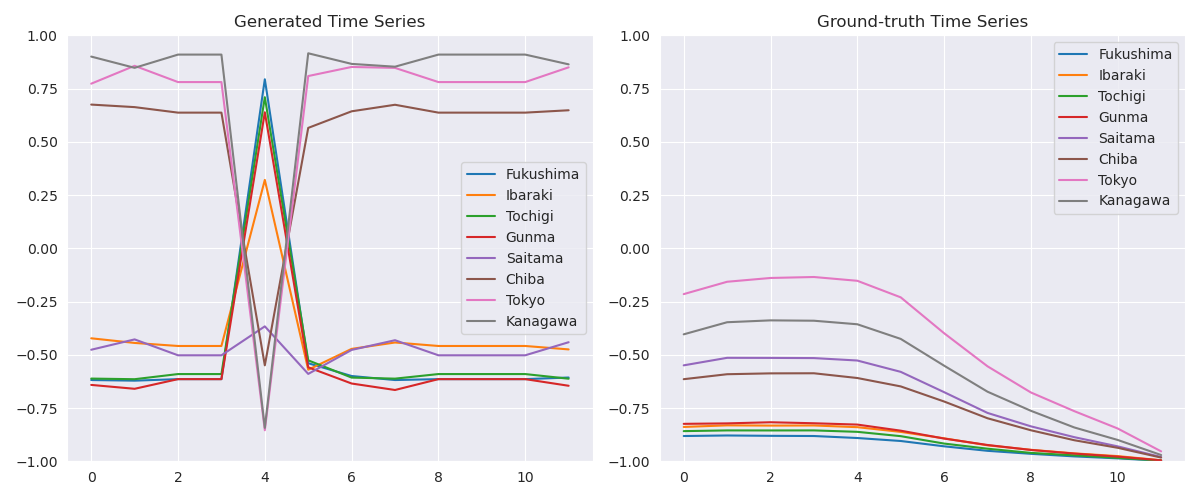 Generated Time Series
1.00
0.75
0.50
0.25
0.00
−0.25
−0.50
−0.75
−1.00
0 2 4 6 8 10
Fukushima
Ibaraki
Tochigi
Gunma
Saitama
Chiba
Tokyo
Kanagawa
Ground-truth Time Series
1.00
0.75
0.50
0.25
0.00
−0.25
−0.50
−0.75
−1.00
0 2 4 6 8 10
Fukushima
Ibaraki
Tochigi
Gunma
Saitama
Chiba
Tokyo
Kanagawa